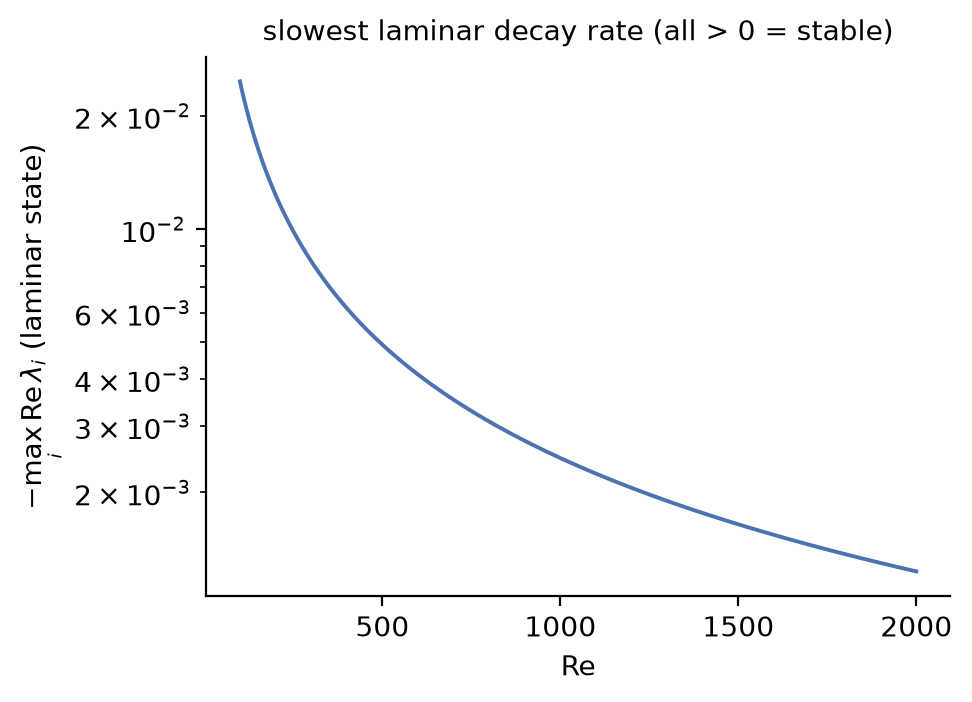 slowest laminar decay rate (all > 0 = stable)
−max Re λᵢ (laminar state)
i
2 × 10⁻²
10⁻²
6 × 10⁻³
4 × 10⁻³
3 × 10⁻³
2 × 10⁻³
500 1000 1500 2000
Re